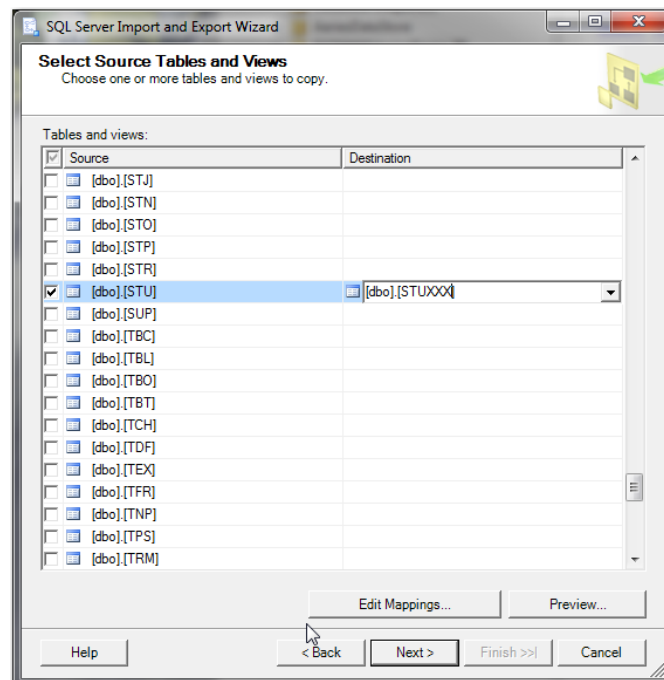 SQL Server Import and Export Wizard
Select Source Tables and Views
Choose one or more tables and views to copy.
Tables and views:
Source Destination
[dbo].[STJ]
[dbo].[STN]
[dbo].[STO]
[dbo].[STP]
[dbo].[STR]
[dbo].[STU] [dbo].[STUXXX]
[dbo].[SUP]
[dbo].[TBC]
[dbo].[TBL]
[dbo].[TBO]
[dbo].[TBT]
[dbo].[TCH]
[dbo].[TDF]
[dbo].[TEX]
[dbo].[TFR]
[dbo].[TNP]
[dbo].[TPS]
[dbo].[TRM]
Edit Mappings... Preview...
Help < Back Next > Finish >>| Cancel